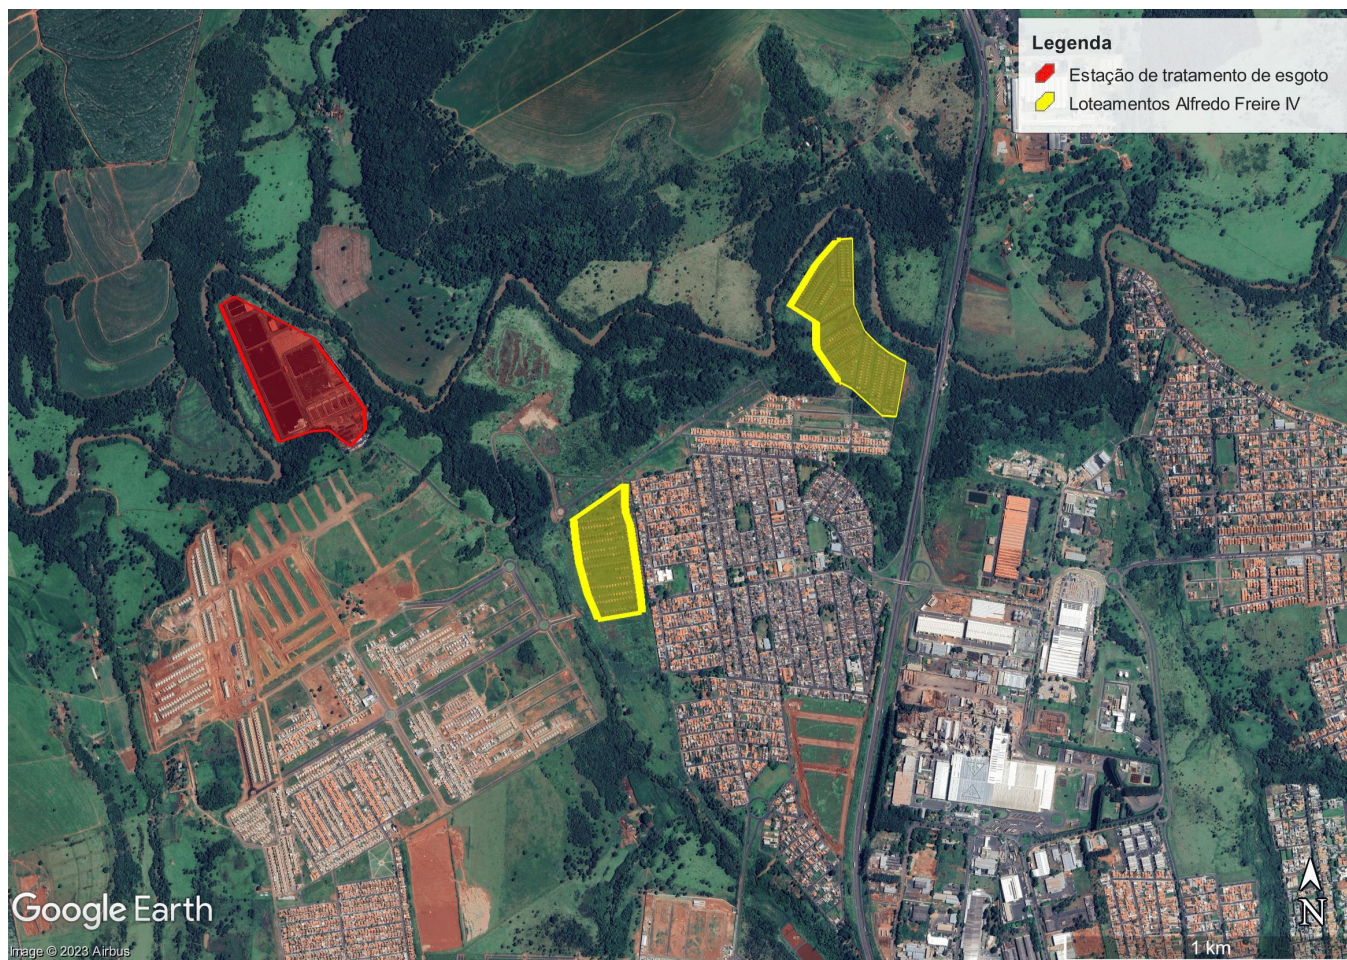 Legenda
Estação de tratamento de esgoto
Loteamentos Alfredo Freire IV
Google Earth
N
Image © 2023 Airbus
1 km